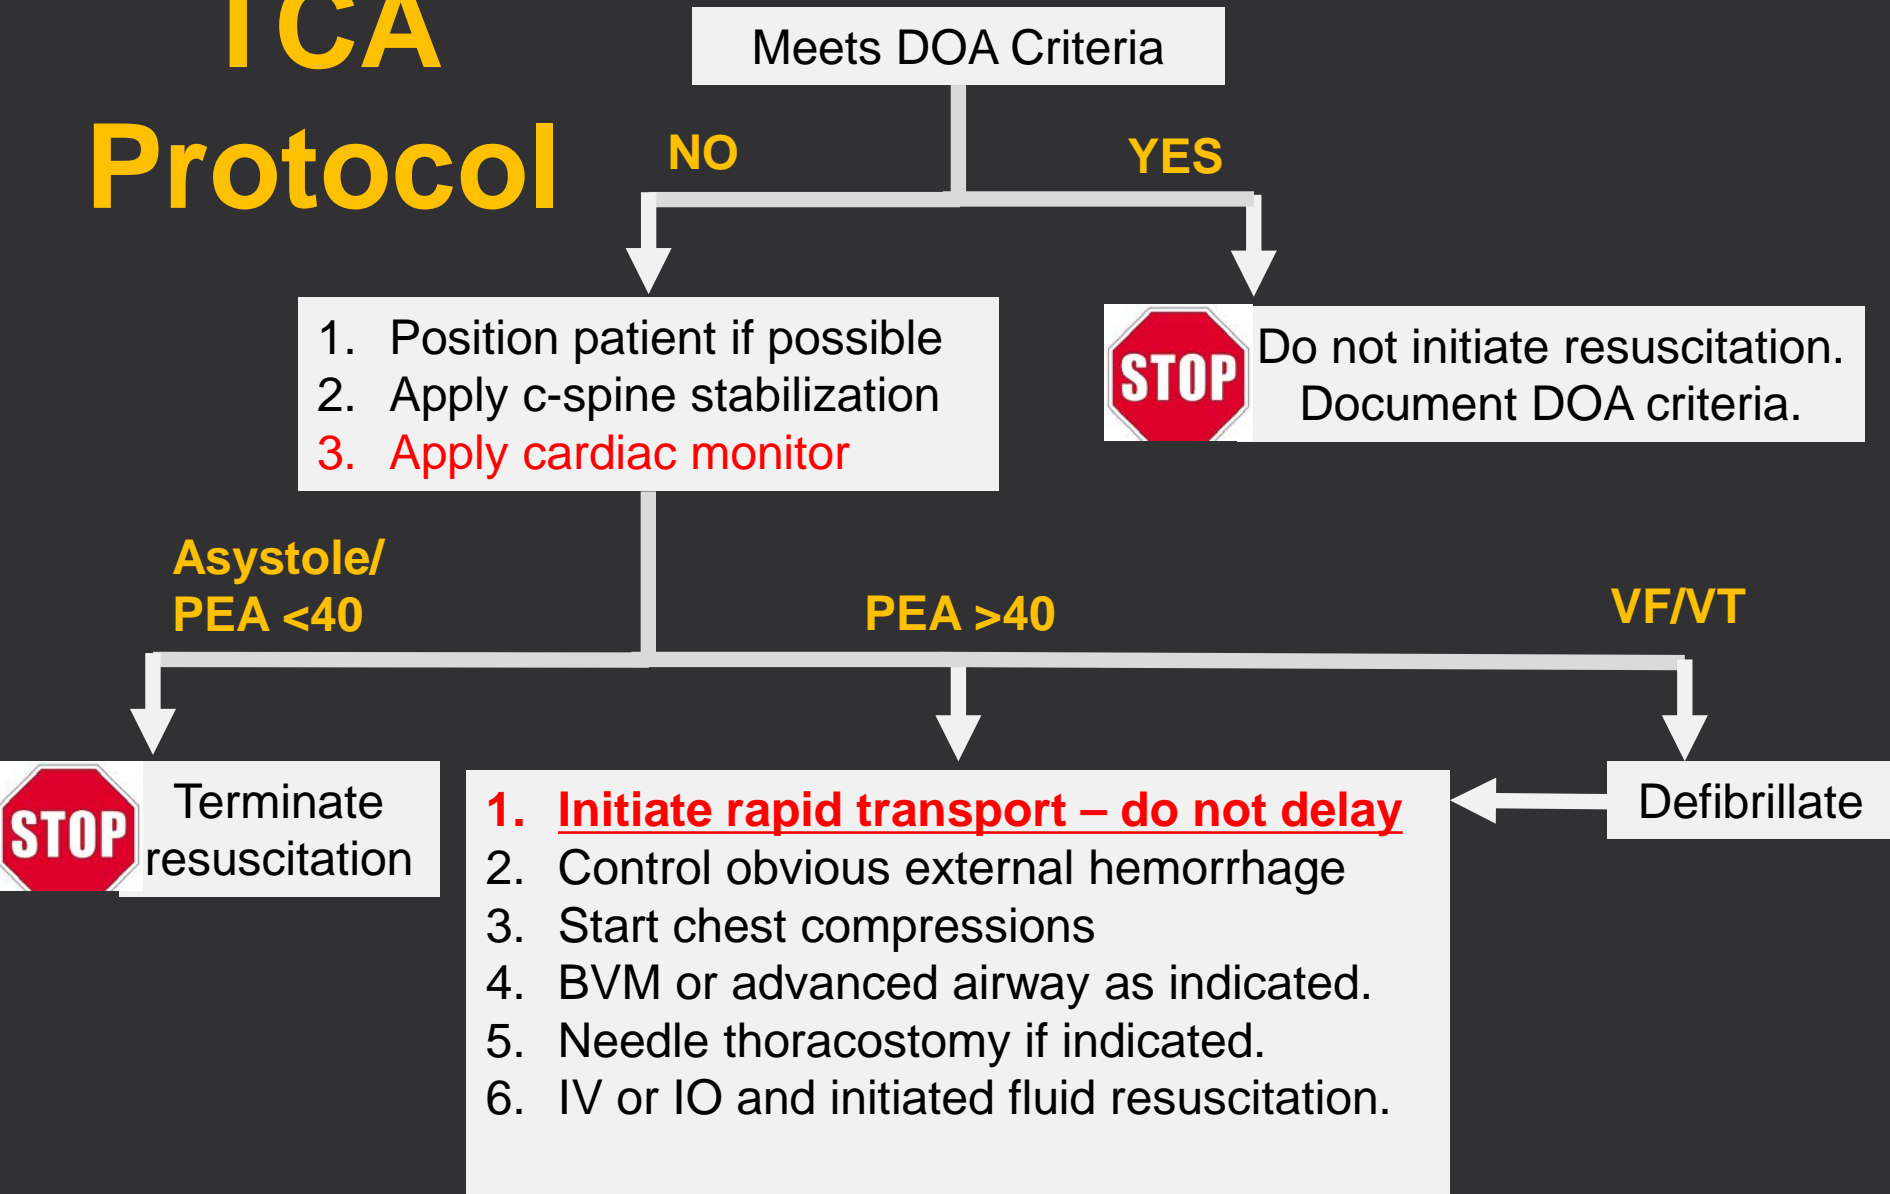 TCA
Protocol
Meets DOA Criteria
NO
YES
1. Position patient if possible
2. Apply c-spine stabilization
3. Apply cardiac monitor
STOP
Do not initiate resuscitation.
Document DOA criteria.
Asystole/
PEA <40
PEA >40
VF/VT
STOP
Terminate
resuscitation
1. Initiate rapid transport – do not delay
2. Control obvious external hemorrhage
3. Start chest compressions
4. BVM or advanced airway as indicated.
5. Needle thoracostomy if indicated.
6. IV or IO and initiated fluid resuscitation.
Defibrillate